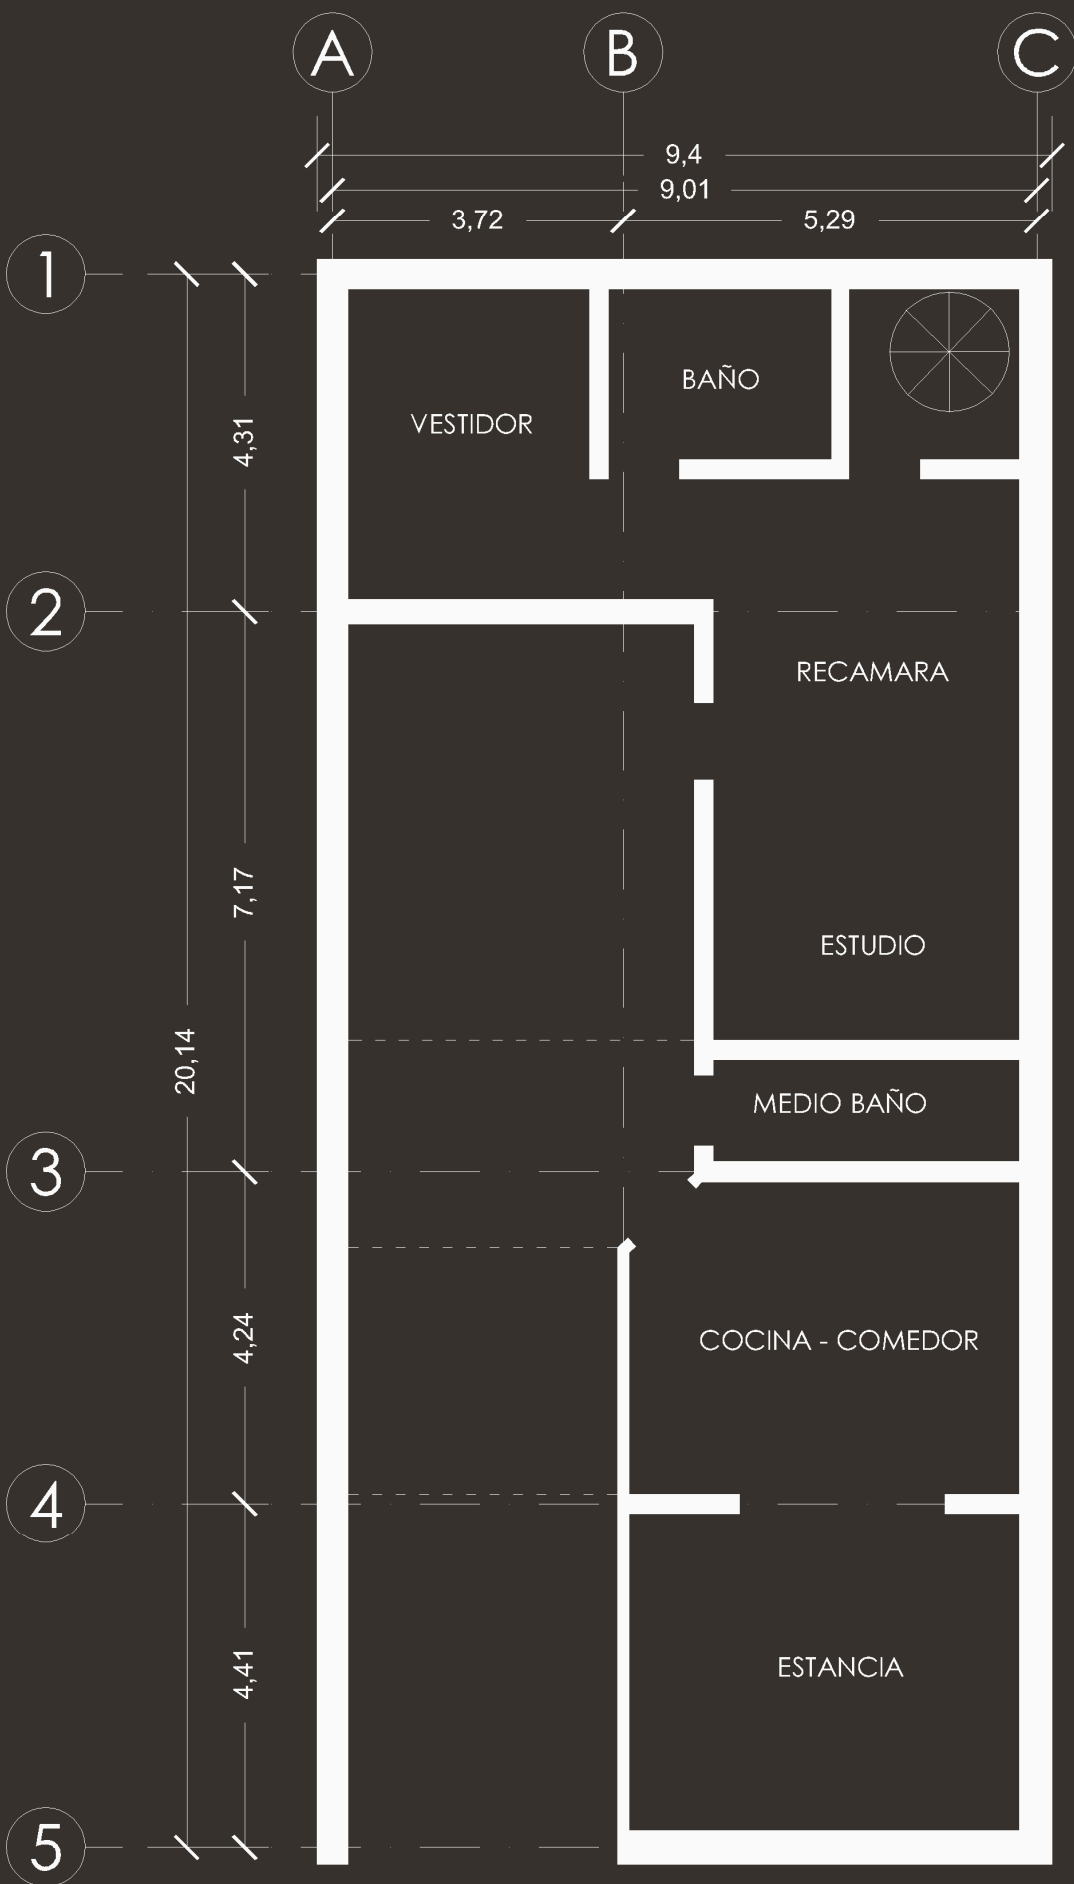 A
B
C
9,4
9,01
3,72
5,29
1
BAÑO
VESTIDOR
4,31
2
RECAMARA
7,17
ESTUDIO
20,14
MEDIO BAÑO
3
4,24
COCINA - COMEDOR
4
4,41
ESTANCIA
5